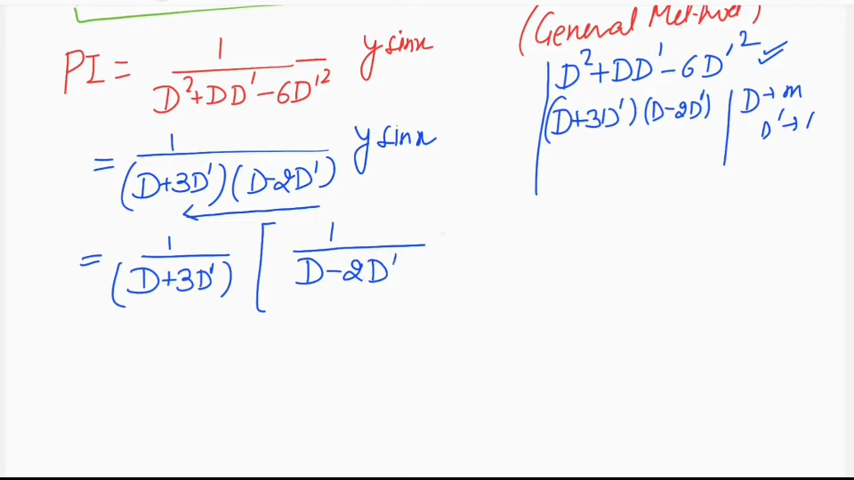 (General Method)
PI = 1/(D²+DD'-6D'²) y sinx
D²+DD'-6D'² ✓
(D+3D')(D-2D') | D→m
D'→1
= 1/((D+3D')(D-2D')) y sinx
= 1/(D+3D') [ 1/(D-2D')